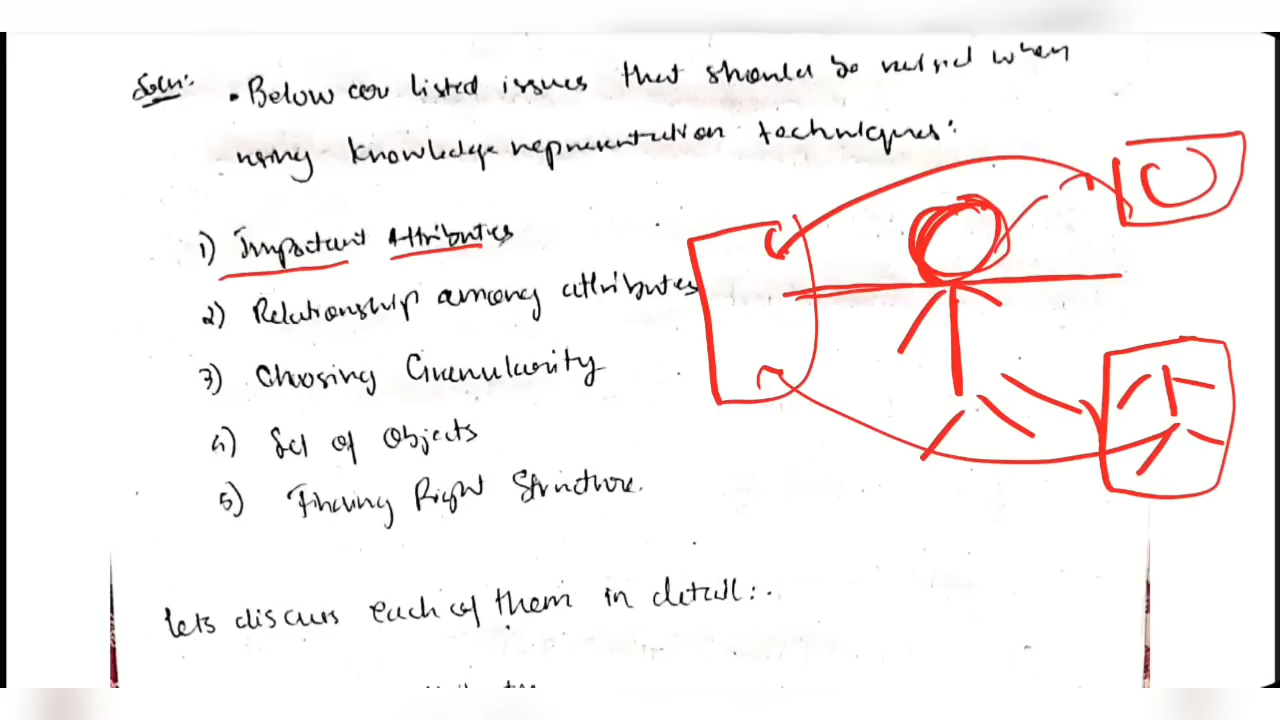 Soln:
• Below are listed issues that should be raised when
using knowledge representation techniques:
1) Important Attributes
2) Relationship among attributes
3) Choosing Granularity
4) Set of Objects
5) Finding Right Structure.
lets discuss each of them in detail:.